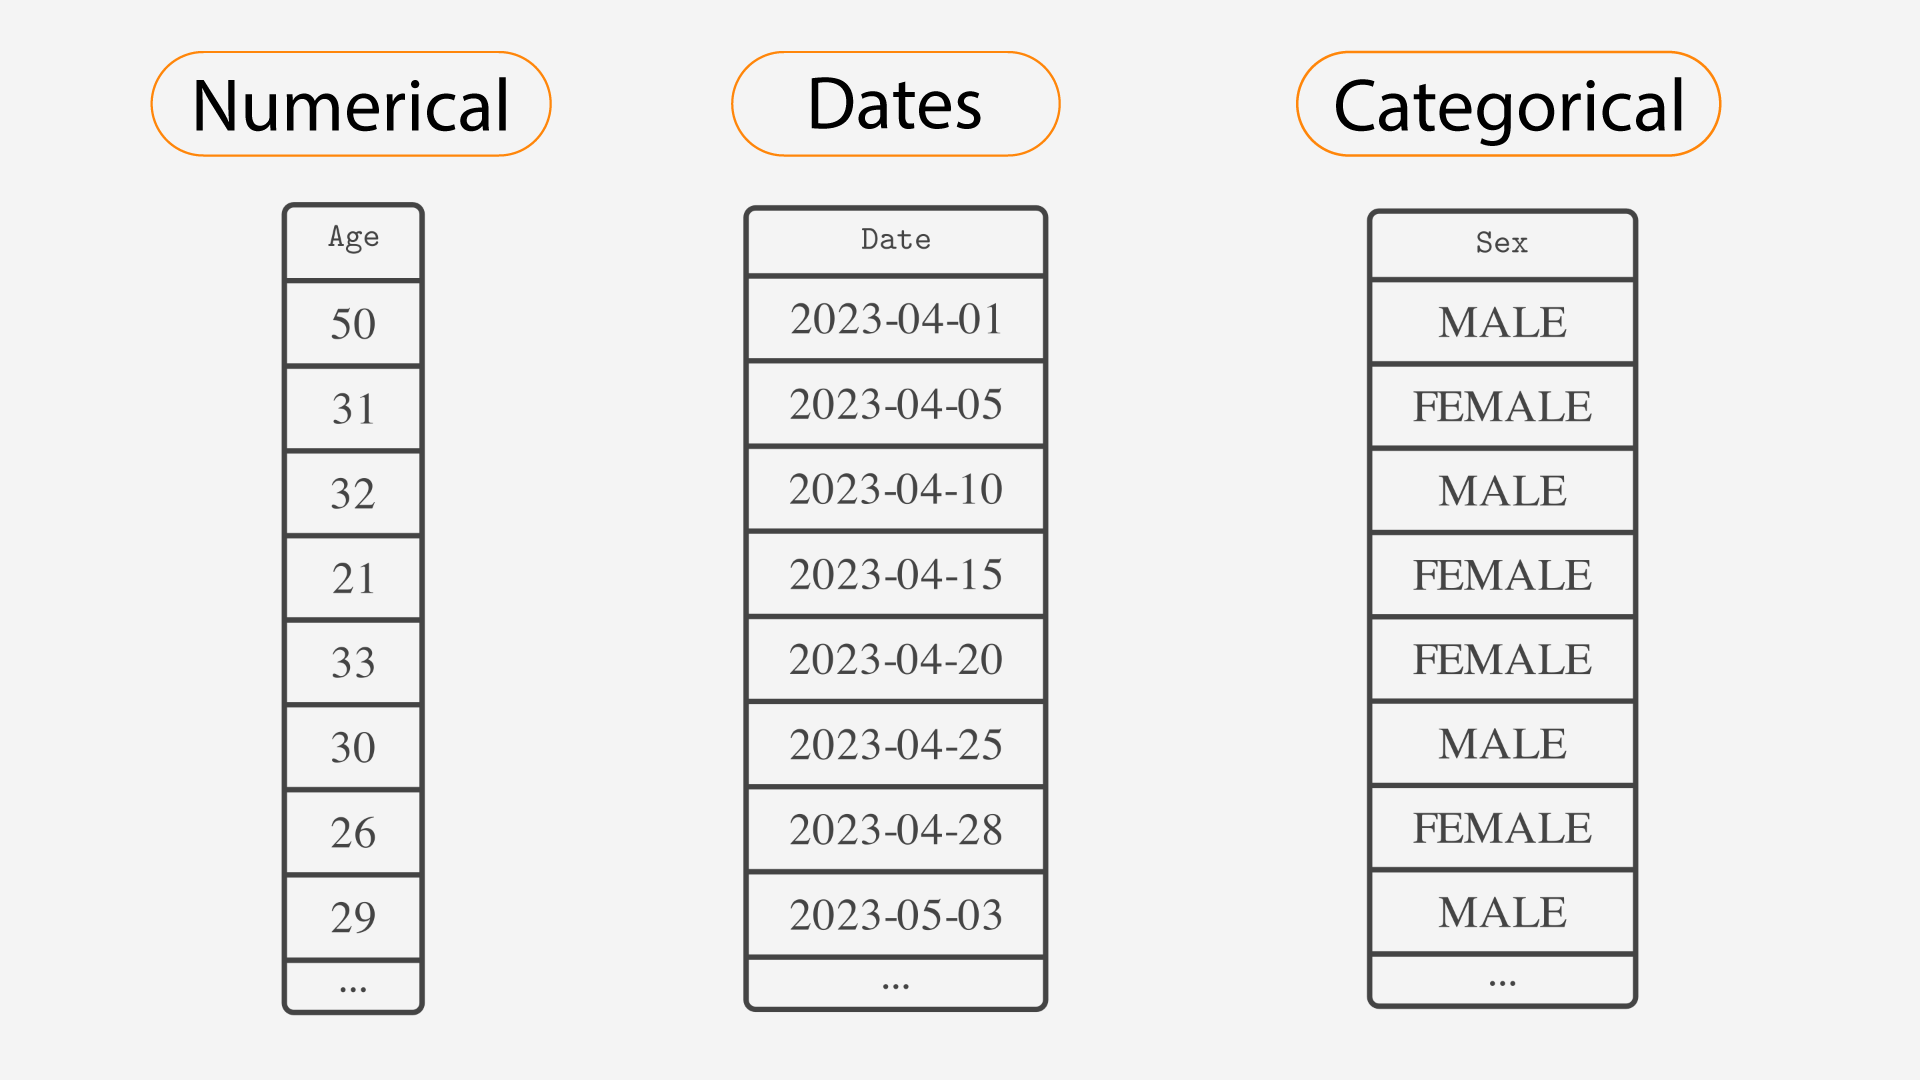 Numerical
Age
50
31
32
21
33
30
26
29
...
Dates
Date
2023-04-01
2023-04-05
2023-04-10
2023-04-15
2023-04-20
2023-04-25
2023-04-28
2023-05-03
...
Categorical
Sex
MALE
FEMALE
MALE
FEMALE
FEMALE
MALE
FEMALE
MALE
...